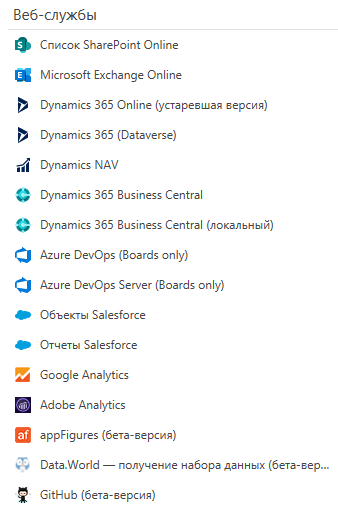 Веб-службы
Список SharePoint Online
Microsoft Exchange Online
Dynamics 365 Online (устаревшая версия)
Dynamics 365 (Dataverse)
Dynamics NAV
Dynamics 365 Business Central
Dynamics 365 Business Central (локальный)
Azure DevOps (Boards only)
Azure DevOps Server (Boards only)
Объекты Salesforce
Отчеты Salesforce
Google Analytics
Adobe Analytics
af appFigures (бета-версия)
Data.World — получение набора данных (бета-вер...
GitHub (бета-версия)